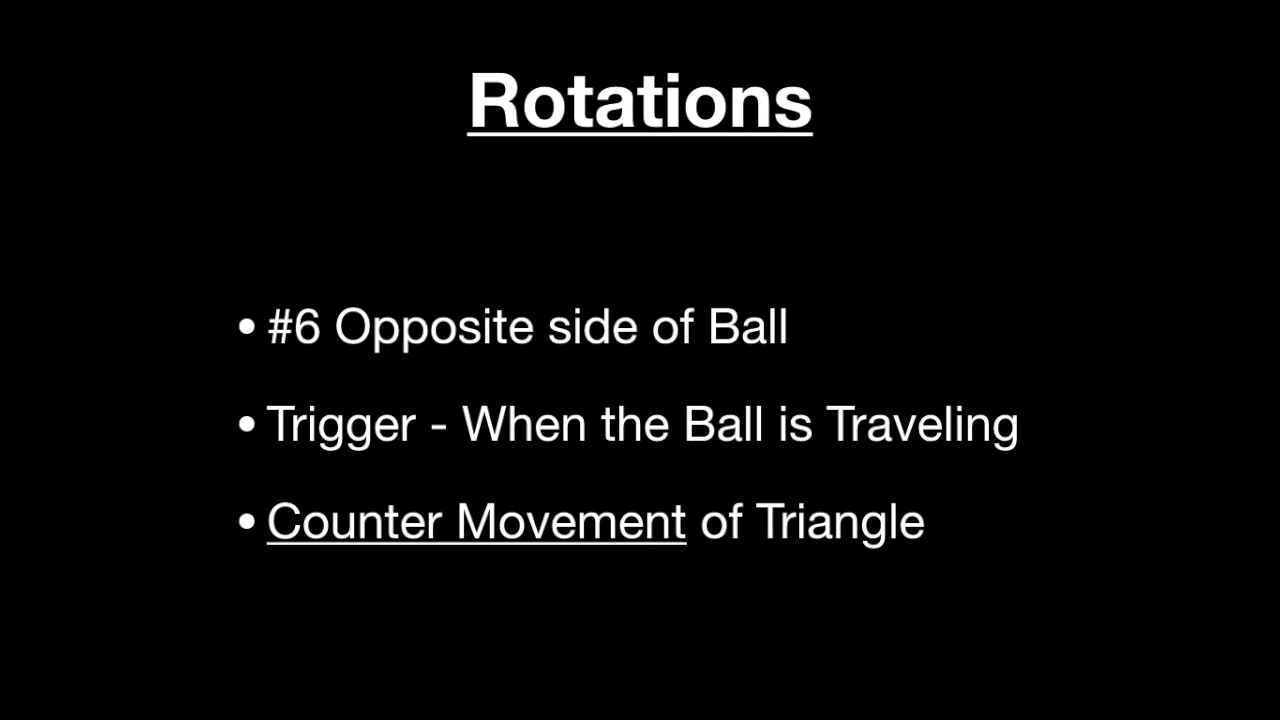 Rotations
• #6 Opposite side of Ball
• Trigger - When the Ball is Traveling
• Counter Movement of Triangle